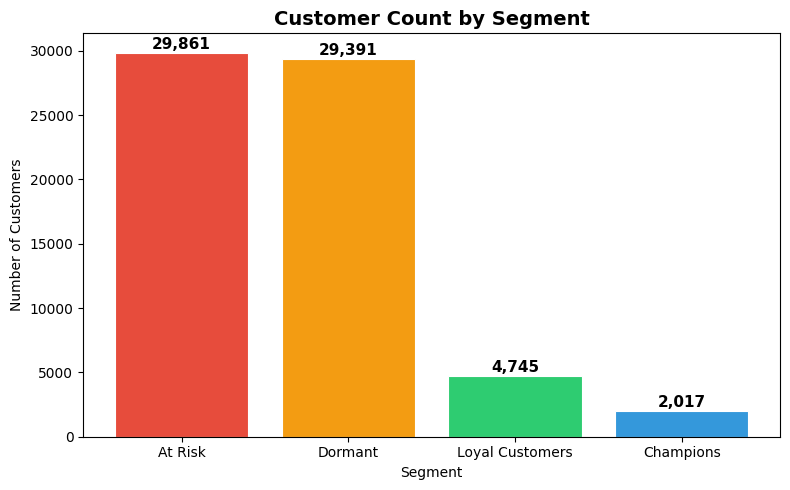 Customer Count by Segment
Number of Customers
30000
25000
20000
15000
10000
5000
0
29,861
29,391
4,745
2,017
At Risk
Dormant
Loyal Customers
Champions
Segment